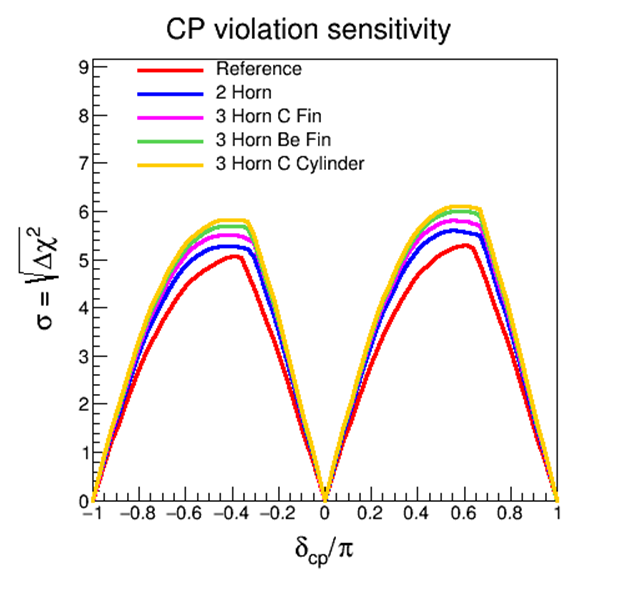 CP violation sensitivity
Reference
2 Horn
3 Horn C Fin
3 Horn Be Fin
3 Horn C Cylinder
9
8
7
6
5
4
3
2
1
0
σ = √Δχ²
−1 −0.8 −0.6 −0.4 −0.2 0 0.2 0.4 0.6 0.8 1
δcp/π